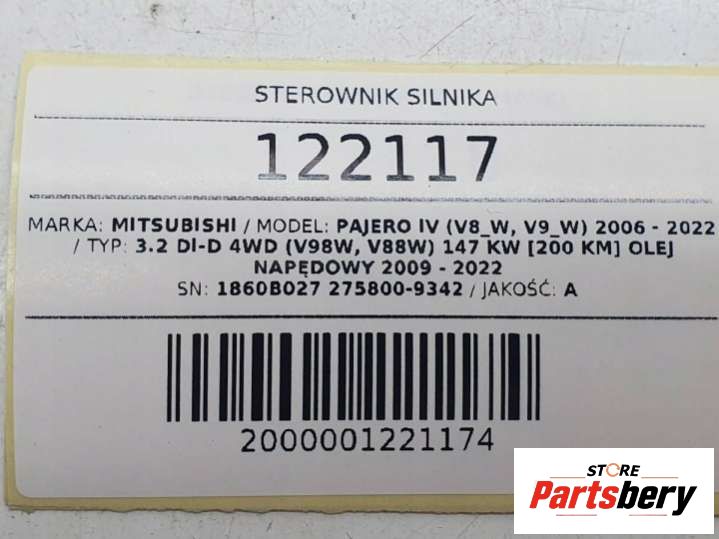 STEROWNIK SILNIKA
122117
MARKA: MITSUBISHI / MODEL: PAJERO IV (V8_W, V9_W) 2006 - 2022
/ TYP: 3.2 DI-D 4WD (V98W, V88W) 147 KW [200 KM] OLEJ
NAPĘDOWY 2009 - 2022
SN: 1860B027 275800-9342 / JAKOŚĆ: A
2000001221174
STORE
Partsbery